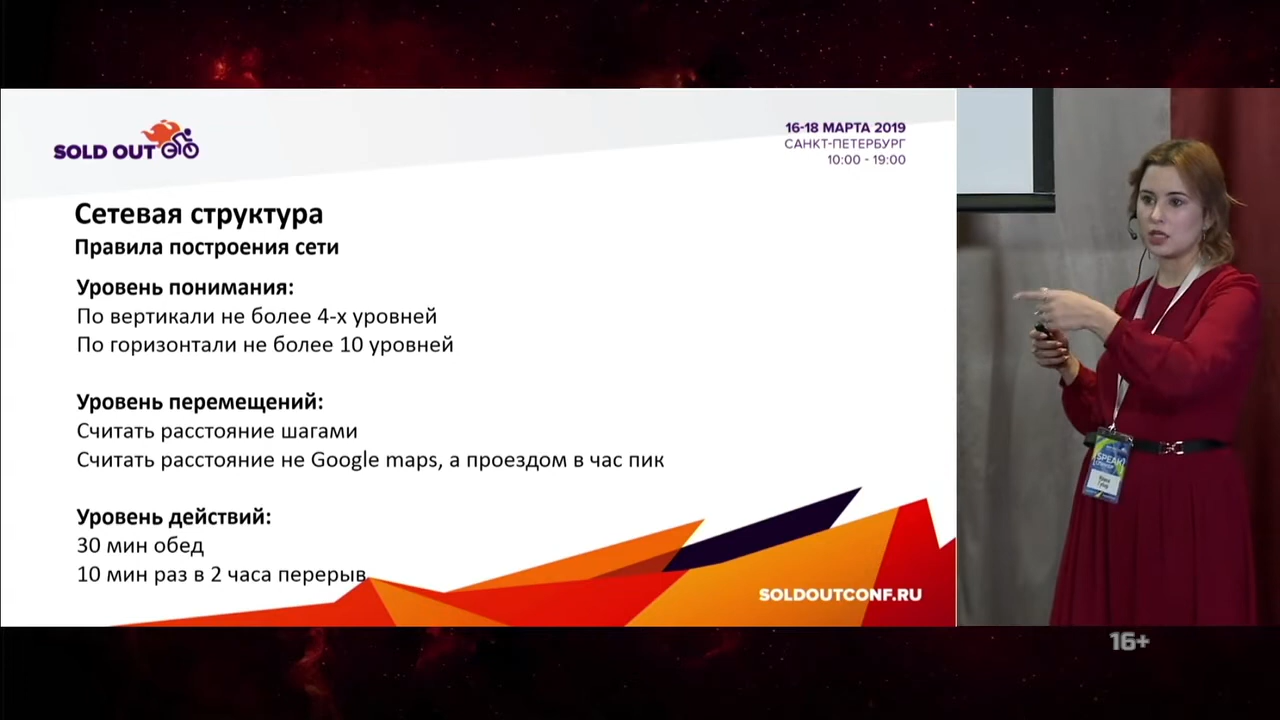 SOLD OUT
16-18 МАРТА 2019
САНКТ-ПЕТЕРБУРГ
10:00 - 19:00
Сетевая структура
Правила построения сети
Уровень понимания:
По вертикали не более 4-х уровней
По горизонтали не более 10 уровней
Уровень перемещений:
Считать расстояние шагами
Считать расстояние не Google maps, а проездом в час пик
Уровень действий:
30 мин обед
10 мин раз в 2 часа перерыв
SOLDOUTCONF.RU
16+